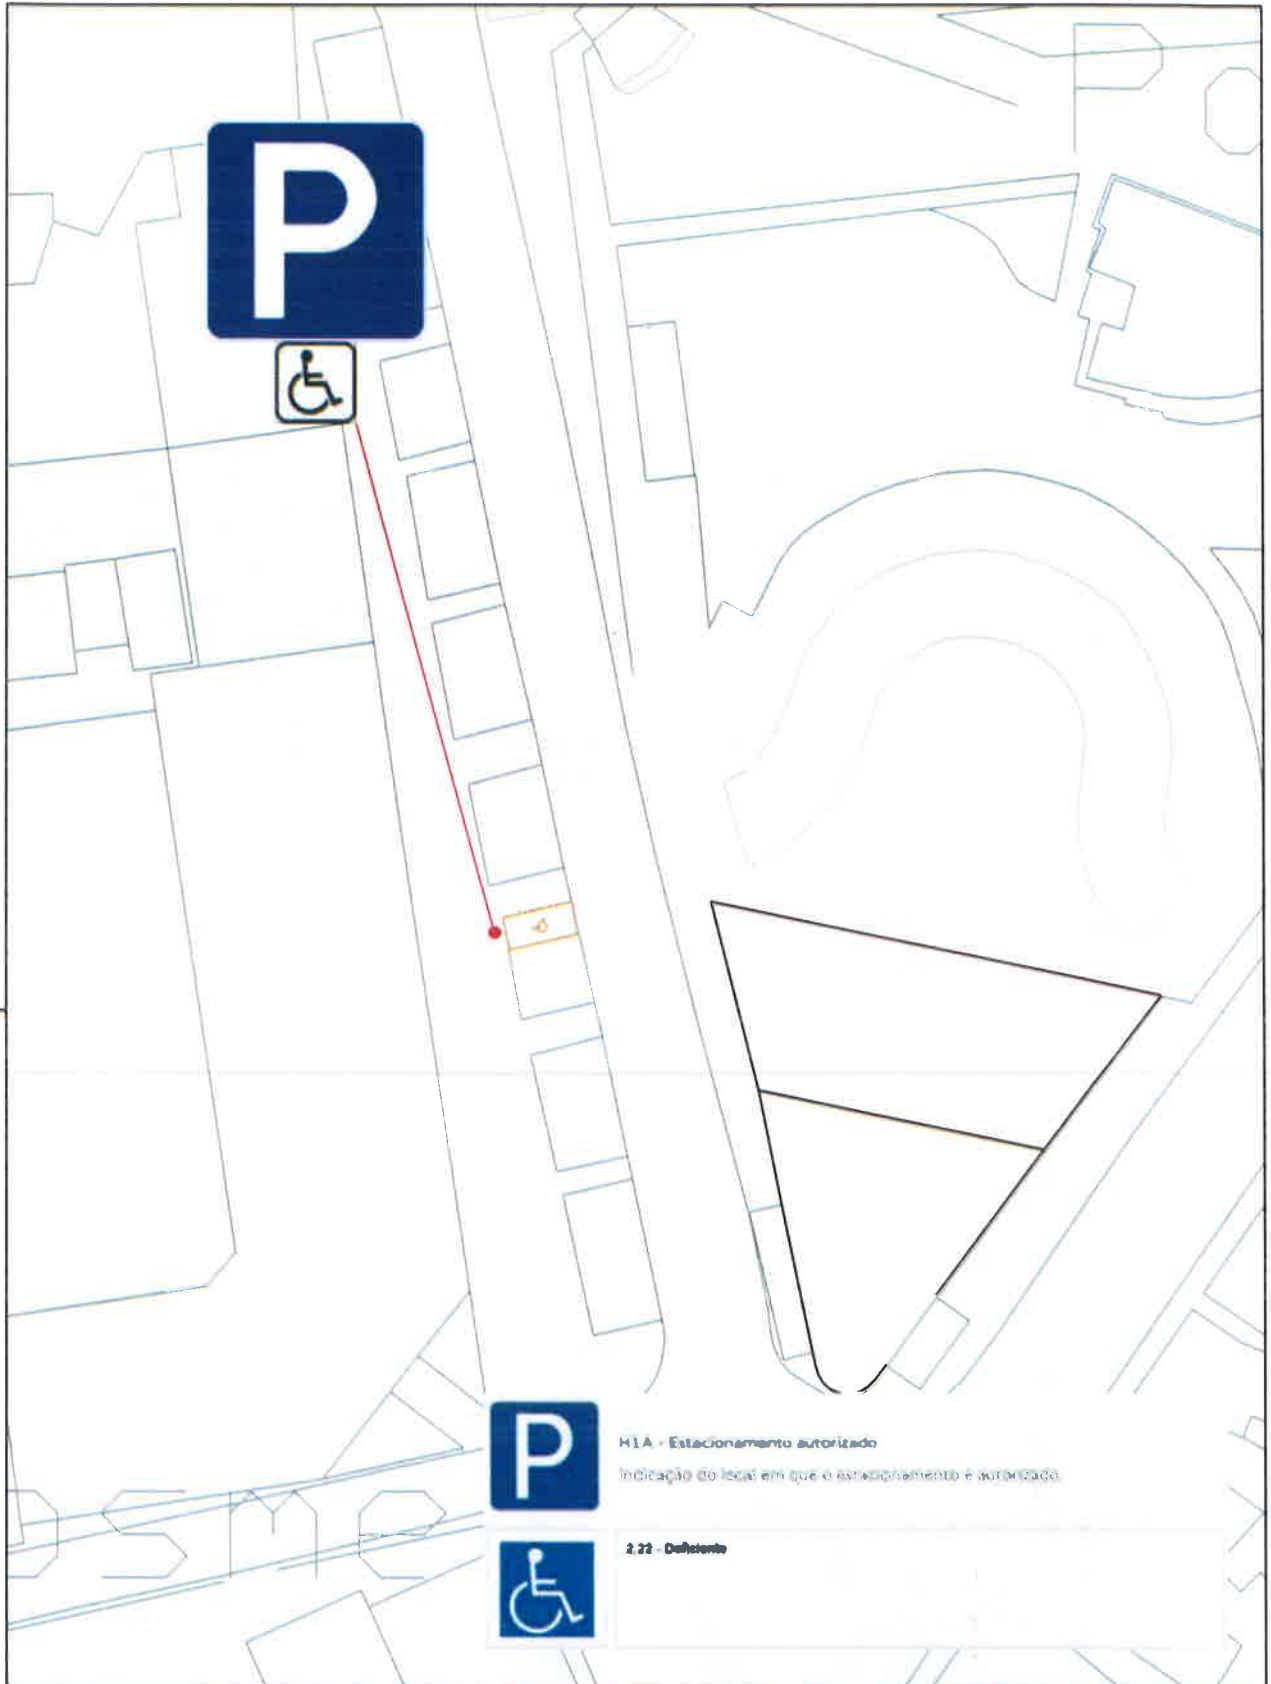 P
P
H1A - Estacionamento autorizado
Indicação do local em que o estacionamento é autorizado.
2.22 - Deficiente
O S M E